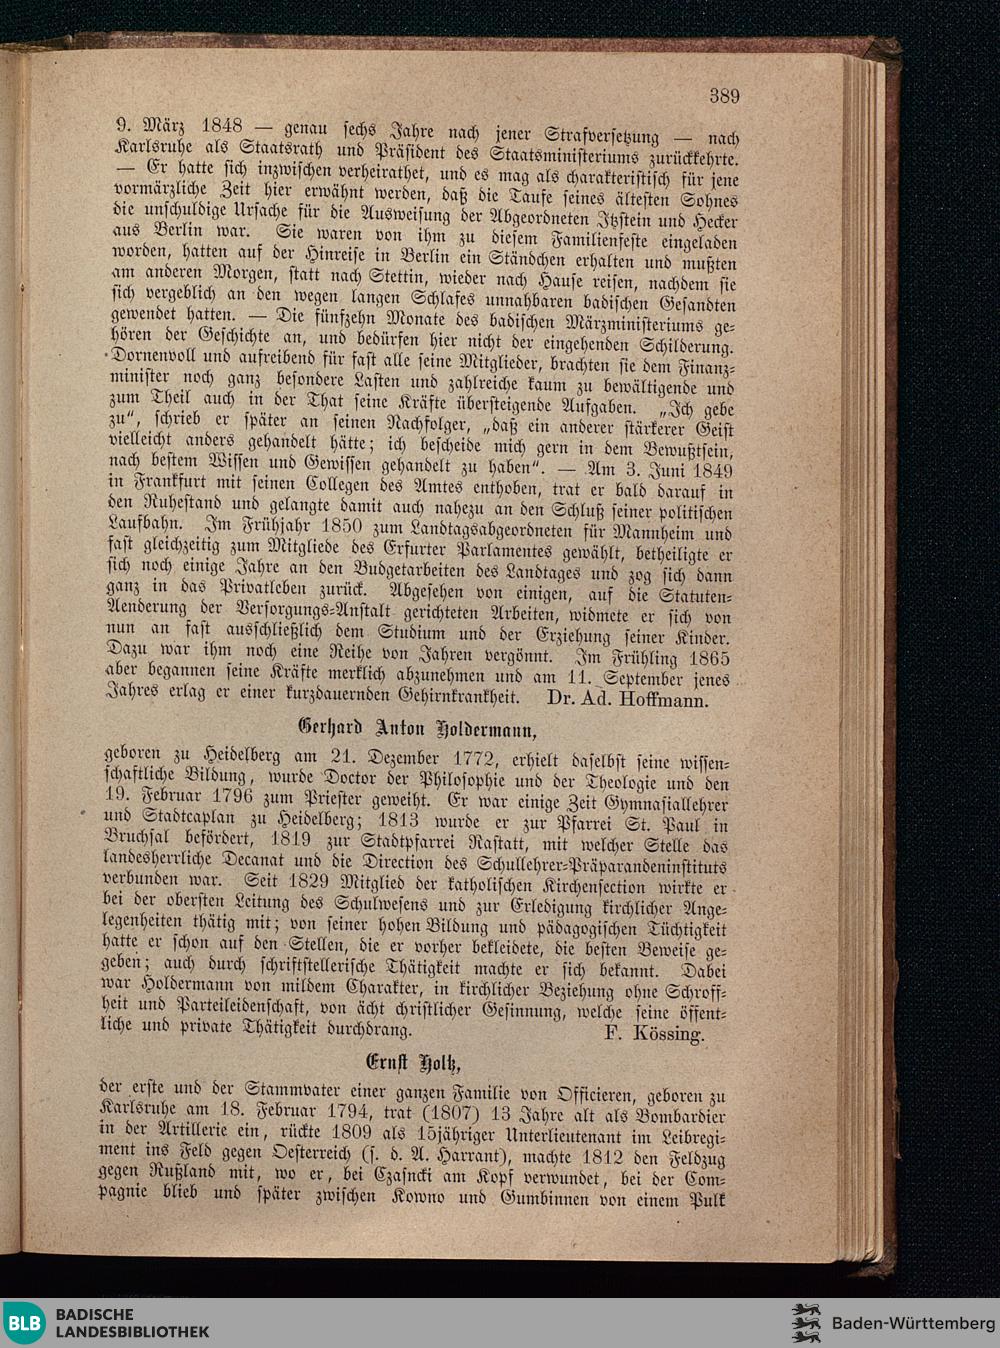 389
9. März 1848 — genau sechs Jahre nach jener Strafversetzung — nach
Karlsruhe als Staatsrath und Präsident des Staatsministeriums zurückkehrte.
— Er hatte sich inzwischen verheirathet, und es mag als charakteristisch für jene
vormärzliche Zeit hier erwähnt werden, daß die Taufe seines ältesten Sohnes
die unschuldige Ursache für die Ausweisung der Abgeordneten Itzstein und Hecker
aus Berlin war. Sie waren von ihm zu diesem Familienfeste eingeladen
worden, hatten auf der Hinreise in Berlin ein Ständchen erhalten und mußten
am anderen Morgen, statt nach Stettin, wieder nach Hause reisen, nachdem sie
sich vergeblich an den wegen langen Schlafes unnahbaren badischen Gesandten
gewendet hatten. — Die fünfzehn Monate des badischen Märzministeriums ge-
hören der Geschichte an, und bedürfen hier nicht der eingehenden Schilderung.
Dornenvoll und aufreibend für fast alle seine Mitglieder, brachten sie dem Finanz-
minister noch ganz besondere Lasten und zahlreiche kaum zu bewältigende und
zum Theil auch in der That seine Kräfte übersteigende Aufgaben. „Ich gebe
zu“, schrieb er später an seinen Nachfolger, „daß ein anderer stärkerer Geist
vielleicht anders gehandelt hätte; ich bescheide mich gern in dem Bewußtsein,
nach bestem Wissen und Gewissen gehandelt zu haben“. — Am 3. Juni 1849
in Frankfurt mit seinen Collegen des Amtes enthoben, trat er bald darauf in
den Ruhestand und gelangte damit auch nahezu an den Schluß seiner politischen
Laufbahn. Im Frühjahr 1850 zum Landtagsabgeordneten für Mannheim und
fast gleichzeitig zum Mitgliede des Erfurter Parlamentes gewählt, betheiligte er
sich noch einige Jahre an den Budgetarbeiten des Landtages und zog sich dann
ganz in das Privatleben zurück. Abgesehen von einigen, auf die Statuten-
Aenderung der Versorgungs-Anstalt gerichteten Arbeiten, widmete er sich von
nun an fast ausschließlich dem Studium und der Erziehung seiner Kinder.
Dazu war ihm noch eine Reihe von Jahren vergönnt. Im Frühling 1865
aber begannen seine Kräfte merklich abzunehmen und am 11. September jenes
Jahres erlag er einer kurzdauernden Gehirnkrankheit. Dr. Ad. Hoffmann.
Gerhard Anton Holdermann,
geboren zu Heidelberg am 21. Dezember 1772, erhielt daselbst seine wissen-
schaftliche Bildung, wurde Doctor der Philosophie und der Theologie und den
19. Februar 1796 zum Priester geweiht. Er war einige Zeit Gymnasiallehrer
und Stadtcaplan zu Heidelberg; 1813 wurde er zur Pfarrei St. Paul in
Bruchsal befördert, 1819 zur Stadtpfarrei Rastatt, mit welcher Stelle das
landesherrliche Decanat und die Direction des Schullehrer-Präparandeninstituts
verbunden war. Seit 1829 Mitglied der katholischen Kirchensection wirkte er
bei der obersten Leitung des Schulwesens und zur Erledigung kirchlicher Ange-
legenheiten thätig mit; von seiner hohen Bildung und pädagogischen Tüchtigkeit
hatte er schon auf den Stellen, die er vorher bekleidete, die besten Beweise ge-
geben; auch durch schriftstellerische Thätigkeit machte er sich bekannt. Dabei
war Holdermann von mildem Charakter, in kirchlicher Beziehung ohne Schroff-
heit und Parteileidenschaft, von ächt christlicher Gesinnung, welche seine öffent-
liche und private Thätigkeit durchdrang. F. Kössing.
Ernst Holtz,
der erste und der Stammvater einer ganzen Familie von Officieren, geboren zu
Karlsruhe am 18. Februar 1794, trat (1807) 13 Jahre alt als Bombardier
in der Artillerie ein, rückte 1809 als 15jähriger Unterlieutenant im Leibregi-
ment ins Feld gegen Oesterreich (s. d. A. Harrant), machte 1812 den Feldzug
gegen Rußland mit, wo er, bei Czasncki am Kopf verwundet, bei der Com-
pagnie blieb und später zwischen Kowno und Gumbinnen von einem Pulk
BLB BADISCHE
LANDESBIBLIOTHEK
Baden-Württemberg